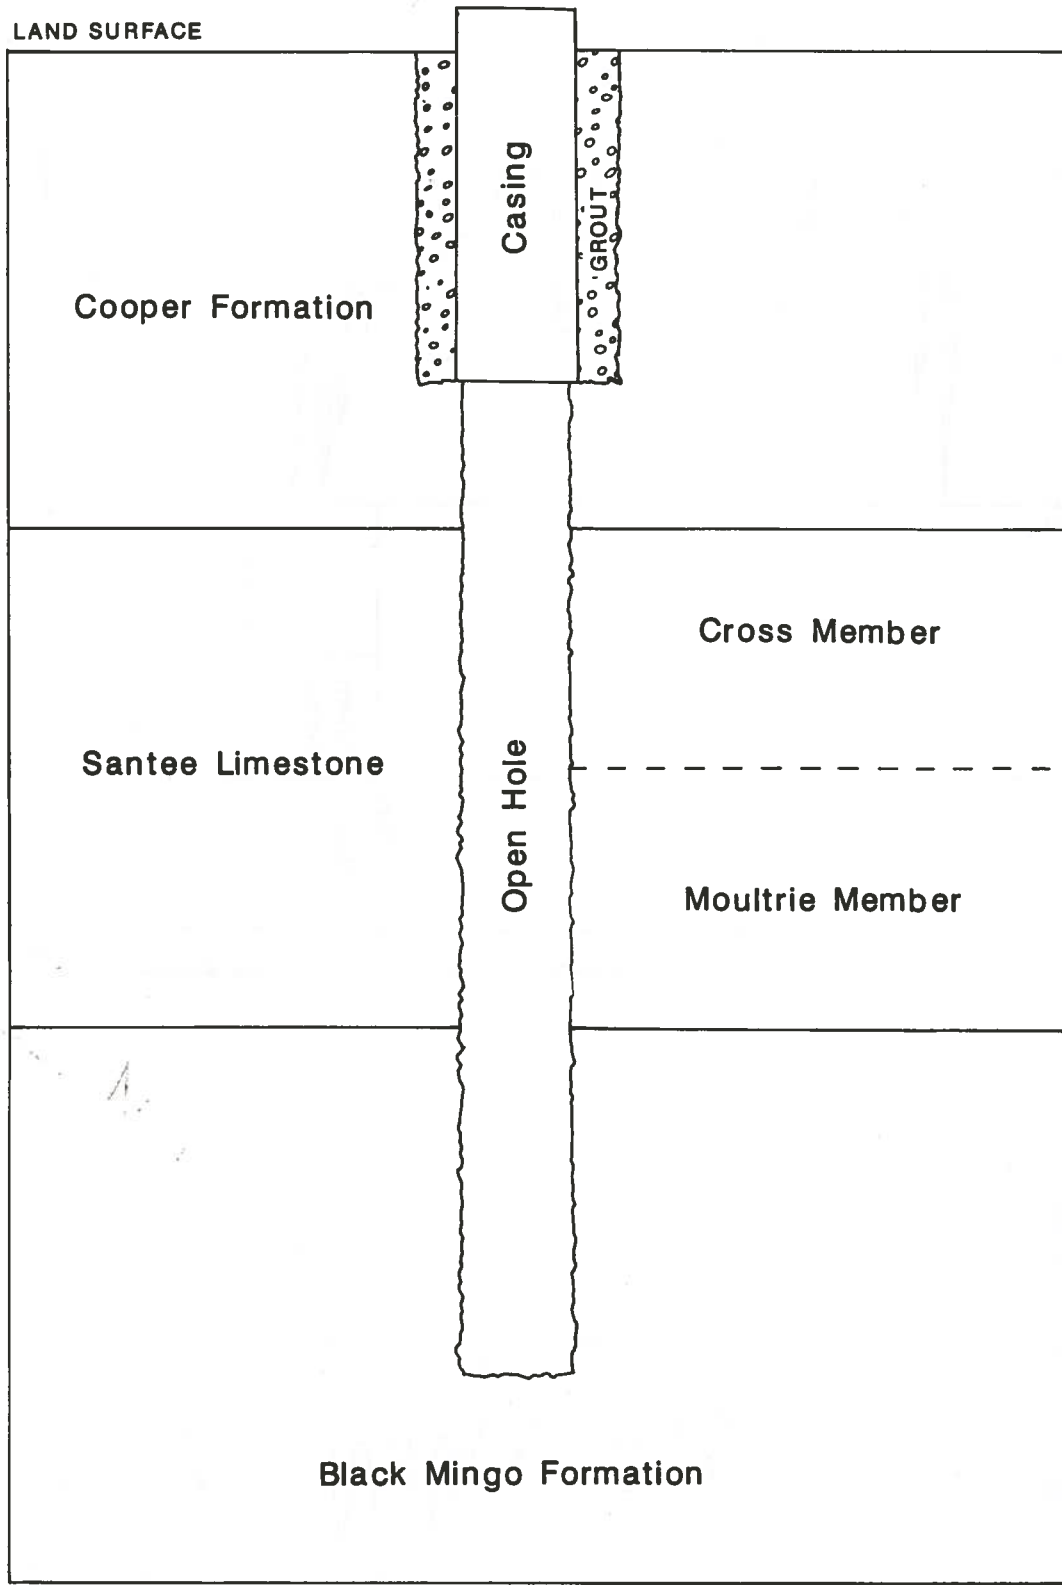 LAND SURFACE
Casing
GROUT
Cooper Formation
Cross Member
Santee Limestone
Open Hole
Moultrie Member
Black Mingo Formation